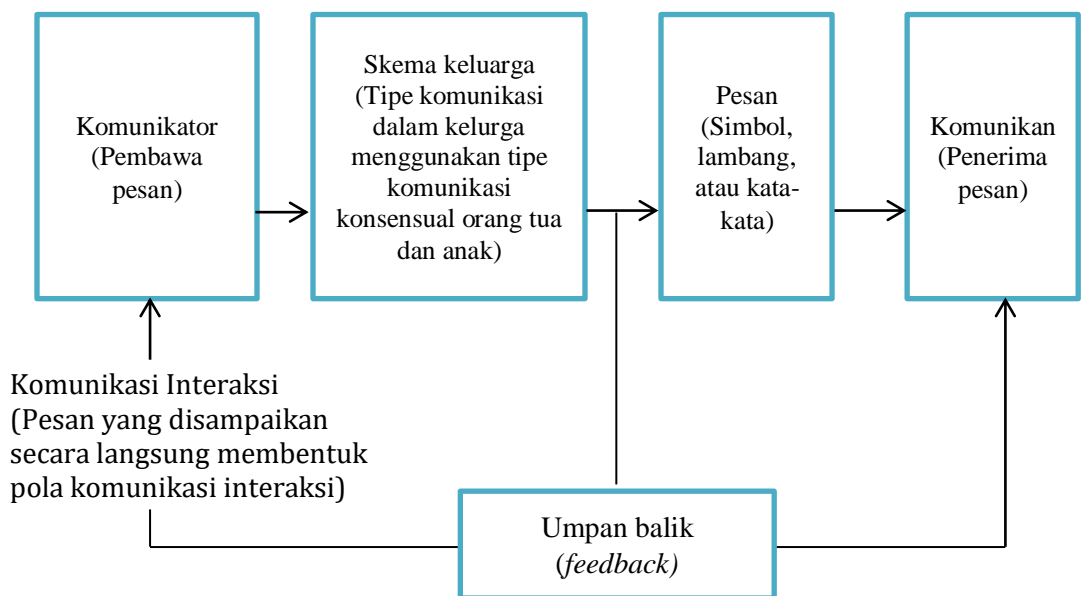 Komunikator
(Pembawa
pesan)
Skema keluarga
(Tipe komunikasi
dalam kelurga
menggunakan tipe
komunikasi
konsensual orang tua
dan anak)
Pesan
(Simbol,
lambang,
atau kata-
kata)
Komunikan
(Penerima
pesan)
Komunikasi Interaksi
(Pesan yang disampaikan
secara langsung membentuk
pola komunikasi interaksi)
Umpan balik
(feedback)